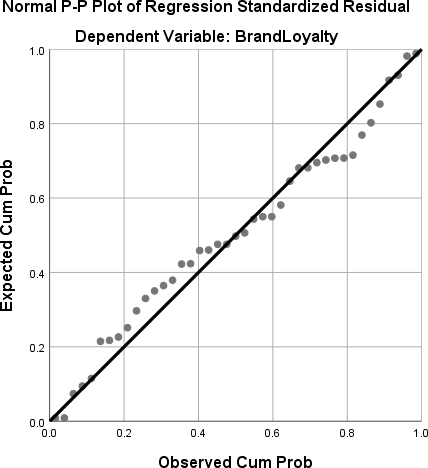 Normal P-P Plot of Regression Standardized Residual
Dependent Variable: BrandLoyalty
Expected Cum Prob
1.0
0.8
0.6
0.4
0.2
0.0
0.0 0.2 0.4 0.6 0.8 1.0
Observed Cum Prob